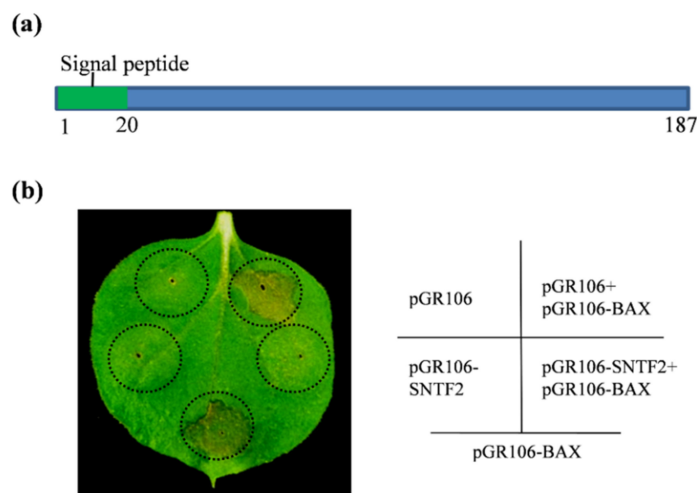 (a)
Signal peptide
1 20 187
(b)
pGR106
pGR106+
pGR106-BAX
pGR106-
SNTF2
pGR106-SNTF2+
pGR106-BAX
pGR106-BAX